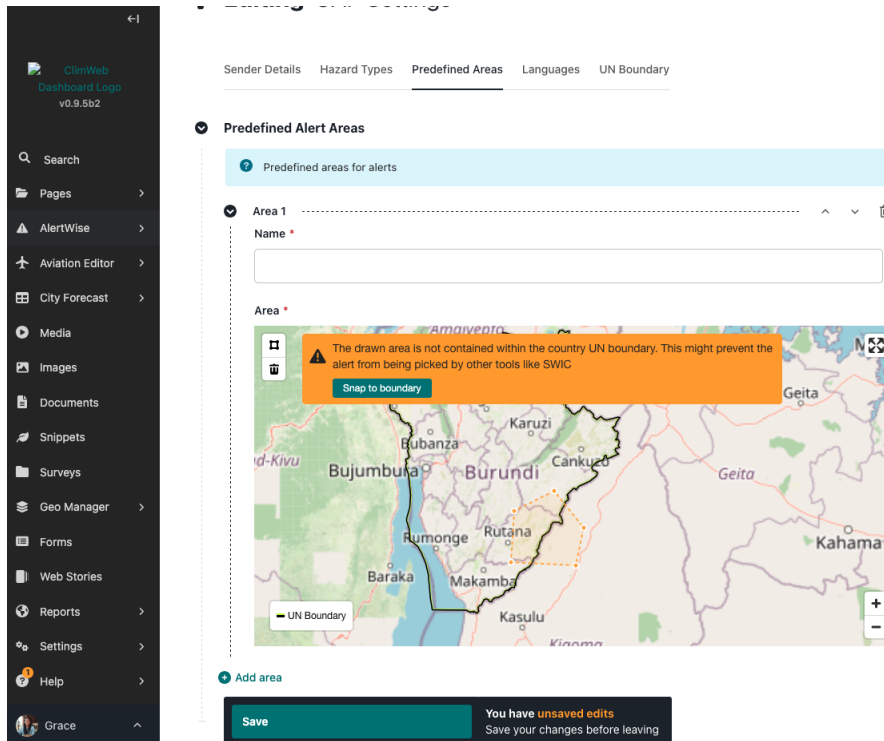 ClimWeb
Dashboard Logo
v0.9.5b2
Search
Pages
AlertWise
Aviation Editor
City Forecast
Media
Images
Documents
Snippets
Surveys
Geo Manager
Forms
Web Stories
Reports
Settings
1
Help
Grace
Editing CAP Settings
Sender Details Hazard Types Predefined Areas Languages UN Boundary
Predefined Alert Areas
? Predefined areas for alerts
Area 1
Name *
Area *
The drawn area is not contained within the country UN boundary. This might prevent the
alert from being picked by other tools like SWIC
Snap to boundary
Geita
Karuzi
Bubanza
Cankuzo
d-Kivu
Bujumbura
Burundi
Geita
Rutana
Rumonge
Kahama
Baraka
Makamba
UN Boundary
Kasulu
Kigoma
+
−
Add area
Save
You have unsaved edits
Save your changes before leaving